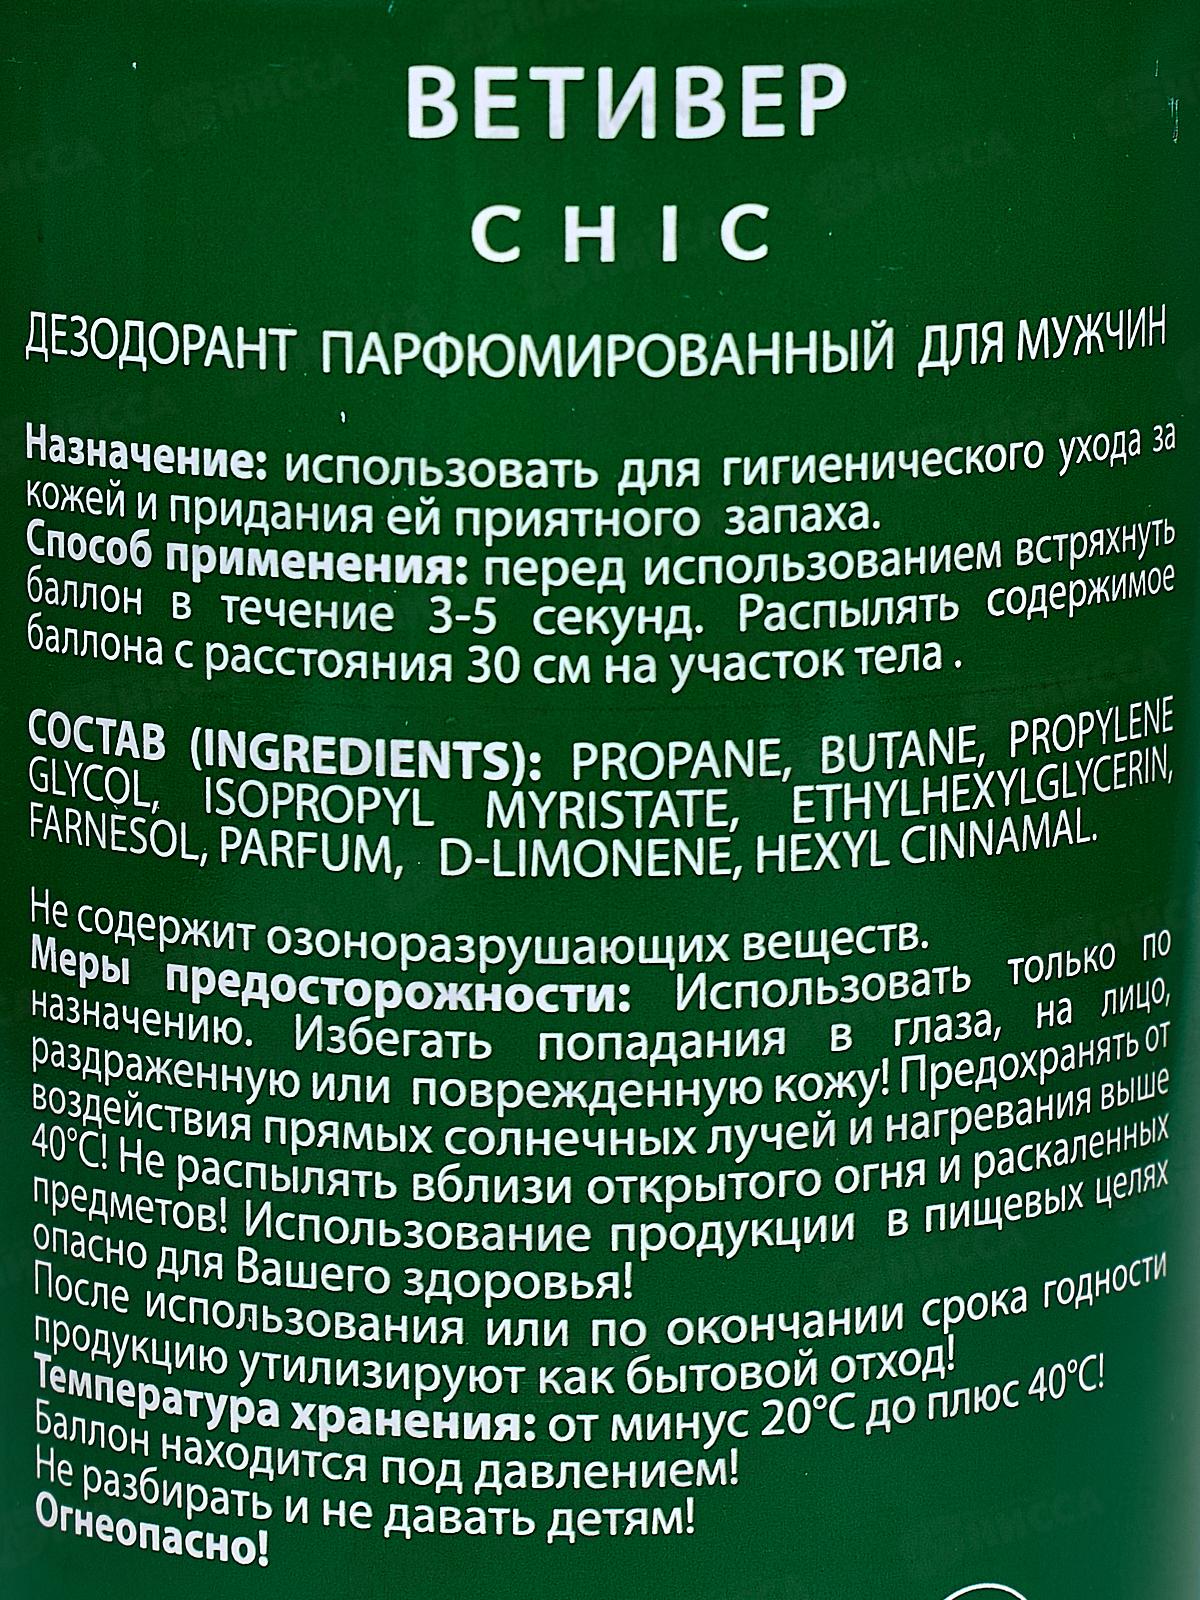 ВЕТИВЕР
CHIC
ДЕЗОДОРАНТ ПАРФЮМИРОВАННЫЙ ДЛЯ МУЖЧИН
Назначение: использовать для гигиенического ухода за
кожей и придания ей приятного запаха.
Способ применения: перед использованием встряхнуть
баллон в течение 3-5 секунд. Распылять содержимое
баллона с расстояния 30 см на участок тела .
СОСТАВ (INGREDIENTS): PROPANE, BUTANE, PROPYLENE
GLYCOL, ISOPROPYL MYRISTATE, ETHYLHEXYLGLYCERIN,
FARNESOL, PARFUM, D-LIMONENE, HEXYL CINNAMAL.
Не содержит озоноразрушающих веществ.
Меры предосторожности: Использовать только по
назначению. Избегать попадания в глаза, на лицо,
раздраженную или поврежденную кожу! Предохранять от
воздействия прямых солнечных лучей и нагревания выше
40°С! Не распылять вблизи открытого огня и раскаленных
предметов! Использование продукции в пищевых целях
опасно для Вашего здоровья!
После использования или по окончании срока годности
продукцию утилизируют как бытовой отход!
Температура хранения: от минус 20°С до плюс 40°С!
Баллон находится под давлением!
Не разбирать и не давать детям!
Огнеопасно!